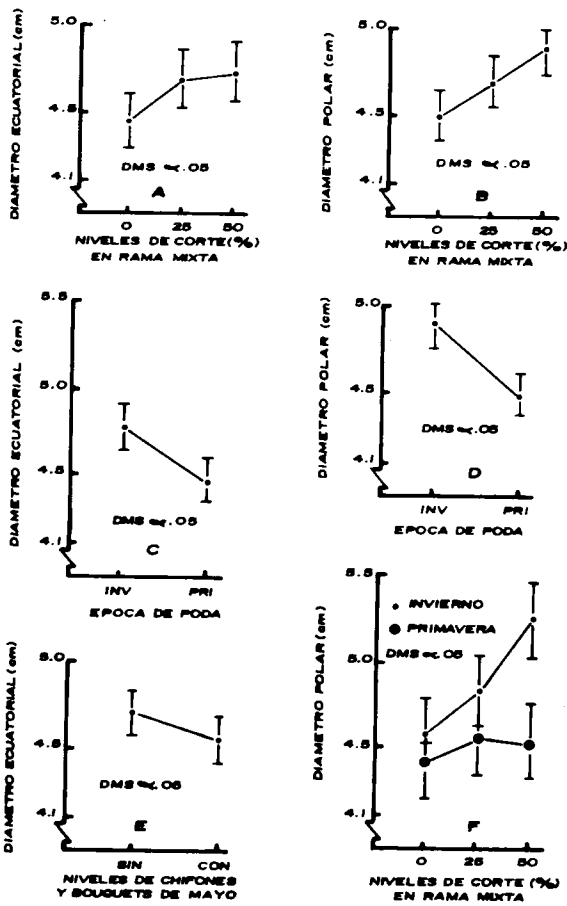 DIAMETRO ECUATORIAL (cm)
5.0
4.5
4.1
DMS ∝.05
A
0 25 50
NIVELES DE CORTE (%)
EN RAMA MIXTA
DIAMETRO POLAR (cm)
5.0
4.5
4.1
DMS ∝.05
B
0 25 50
NIVELES DE CORTE (%)
EN RAMA MIXTA
DIAMETRO ECUATORIAL (cm)
5.5
5.0
4.5
4.1
DMS ∝.05
C
INV PRI
EPOCA DE PODA
DIAMETRO POLAR (cm)
5.0
4.5
4.1
DMS ∝.05
D
INV PRI
EPOCA DE PODA
DIAMETRO ECUATORIAL (cm)
5.0
4.5
4.1
DMS ∝.05
E
SIN CON
NIVELES DE CHIFONES
Y BOUQUETS DE MAYO
DIAMETRO POLAR (cm)
5.5
5.0
4.5
4.1
INVIERNO
PRIMAVERA
DMS ∝.05
F
0 25 50
NIVELES DE CORTE (%)
EN RAMA MIXTA